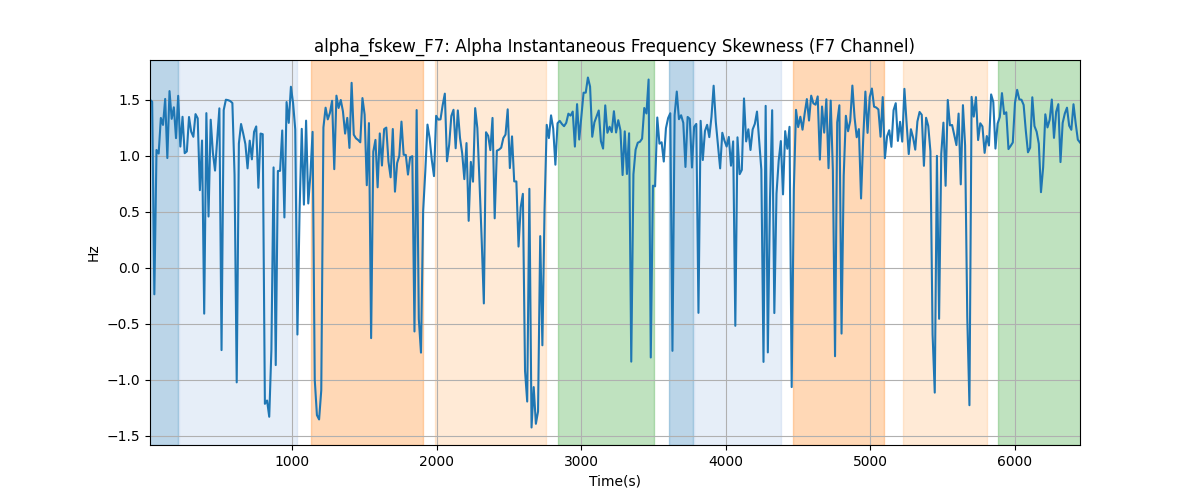 alpha_fskew_F7: Alpha Instantaneous Frequency Skewness (F7 Channel)
Hz
1.5
1.0
0.5
0.0
−0.5
−1.0
−1.5
1000 2000 3000 4000 5000 6000
Time(s)